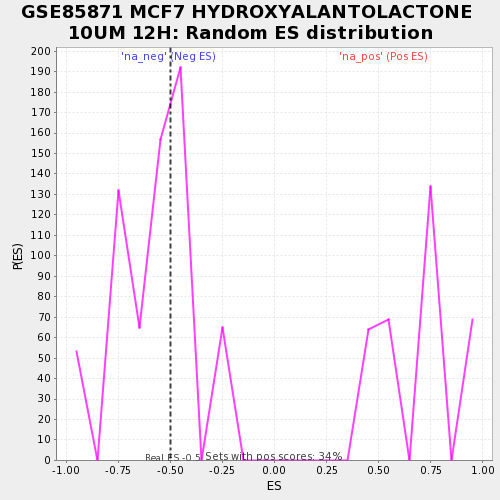 GSE85871 MCF7 HYDROXYALANTOLACTONE
10UM 12H: Random ES distribution
'na_neg' (Neg ES)
'na_pos' (Pos ES)
200
190
180
170
160
150
140
130
120
110
100
90
80
70
60
50
40
30
20
10
0
P(ES)
Real ES -0.5
Sets with pos scores: 34%
-1.00 -0.75 -0.50 -0.25 0.00 0.25 0.50 0.75 1.00
ES